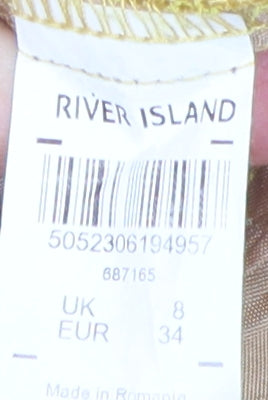 RIVER ISLAND
5052306194957
687165
UK 8
EUR 34
Made in Romania